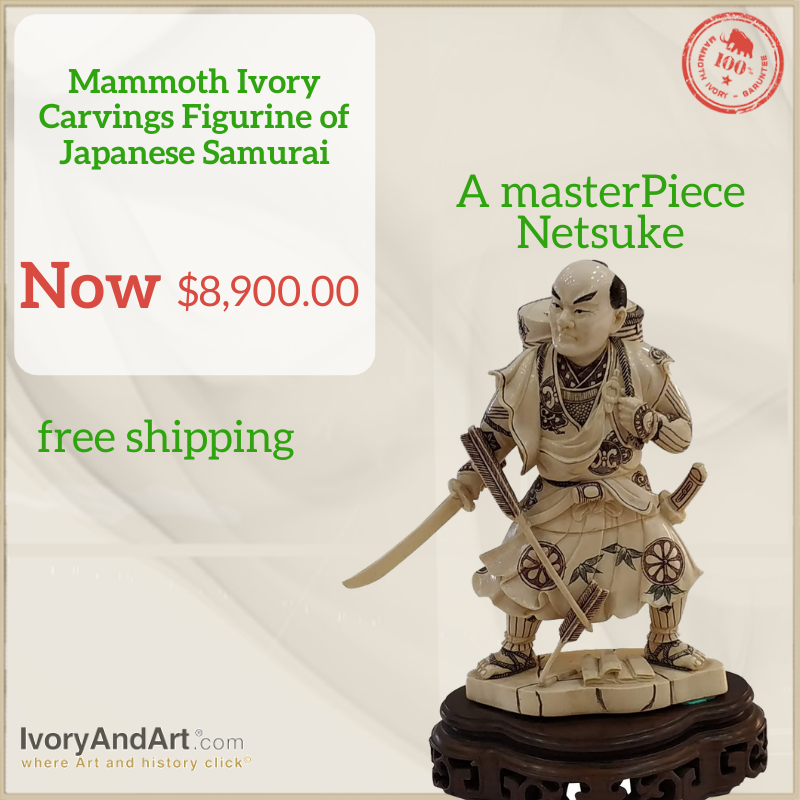 Mammoth Ivory
Carvings Figurine of
Japanese Samurai
Now $8,900.00
free shipping
A masterPiece
Netsuke
MAMMOTH IVORY - GARUNTEE
100%
IvoryAndArt®.com
where Art and history click©